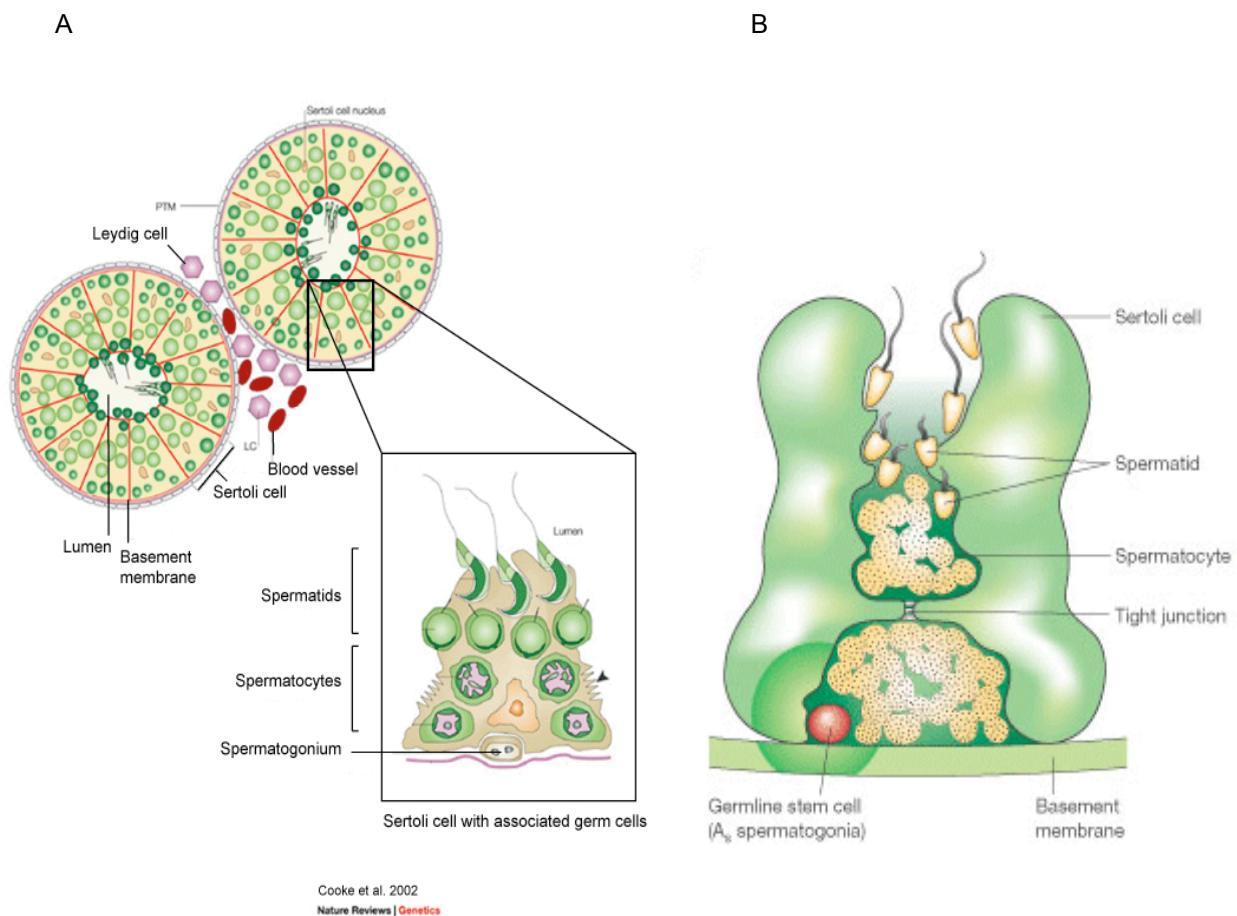 A
B
Sertoli cell nucleus
PTM
Leydig cell
LC
Blood vessel
Sertoli cell
Lumen
Basement
membrane
Lumen
Spermatids
Spermatocytes
Spermatogonium
Sertoli cell with associated germ cells
Cooke et al. 2002
Nature Reviews | Genetics
Sertoli cell
Spermatid
Spermatocyte
Tight junction
Germline stem cell
(As spermatogonia)
Basement
membrane